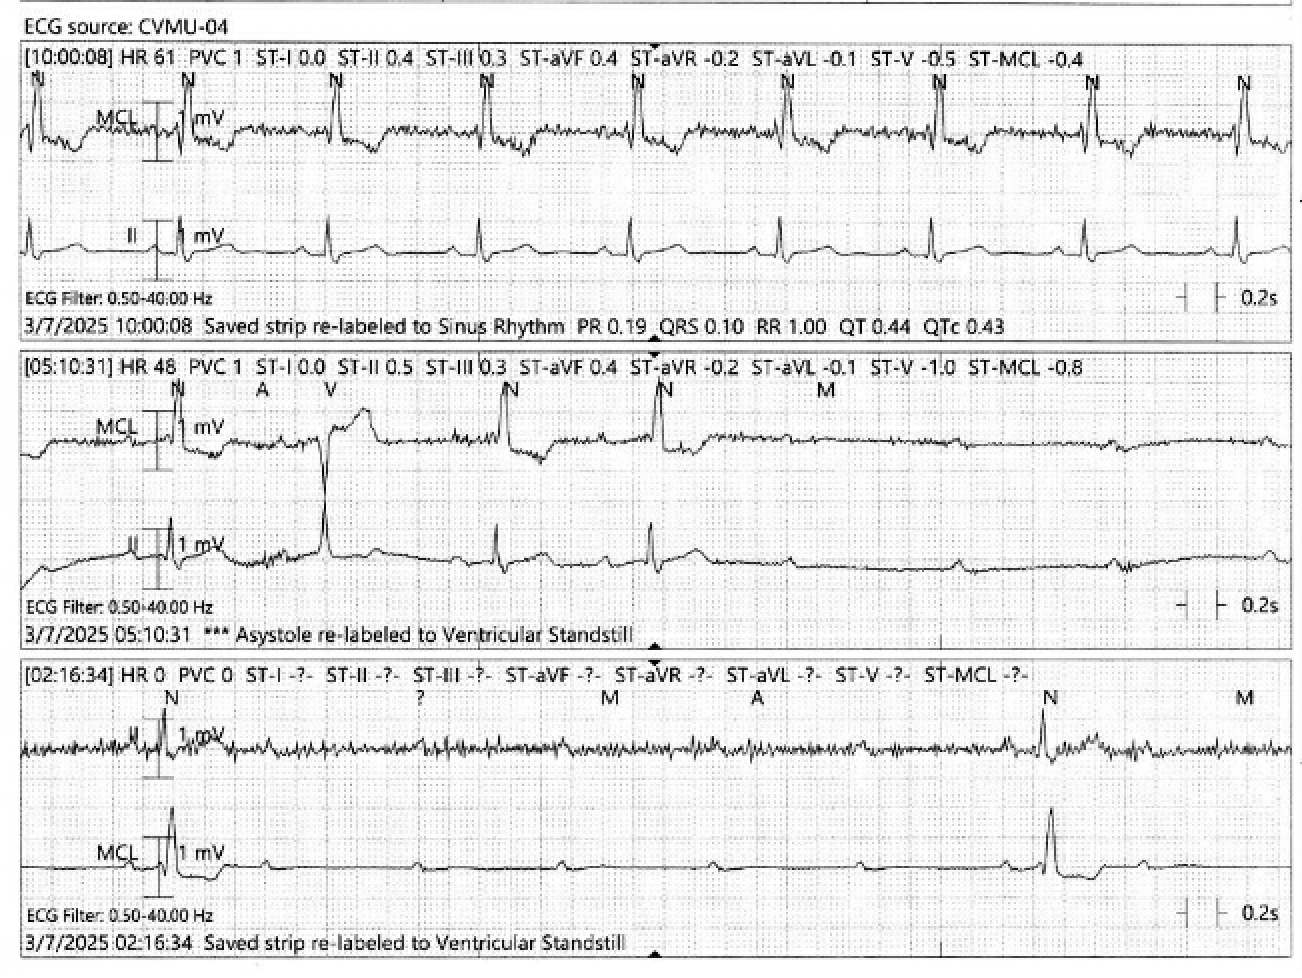 ECG source: CVMU-04
[10:00:08] HR 61 PVC 1 ST-I 0.0 ST-II 0.4 ST-III 0.3 ST-aVF 0.4 ST-aVR -0.2 ST-aVL -0.1 ST-V -0.5 ST-MCL -0.4
N N N N N N N N N
MCL 1 mV
II 1 mV
ECG Filter: 0.50-40.00 Hz 0.2s
3/7/2025 10:00:08 Saved strip re-labeled to Sinus Rhythm PR 0.19 QRS 0.10 RR 1.00 QT 0.44 QTc 0.43
[05:10:31] HR 48 PVC 1 ST-I 0.0 ST-II 0.5 ST-III 0.3 ST-aVF 0.4 ST-aVR -0.2 ST-aVL -0.1 ST-V -1.0 ST-MCL -0.8
N A V N N M
MCL 1 mV
II 1 mV
ECG Filter: 0.50-40.00 Hz 0.2s
3/7/2025 05:10:31 *** Asystole re-labeled to Ventricular Standstill
[02:16:34] HR 0 PVC 0 ST-I -?- ST-II -?- ST-III -?- ST-aVF -?- ST-aVR -?- ST-aVL -?- ST-V -?- ST-MCL -?-
N ? M A N M
II 1 mV
MCL 1 mV
ECG Filter: 0.50-40.00 Hz 0.2s
3/7/2025 02:16:34 Saved strip re-labeled to Ventricular Standstill